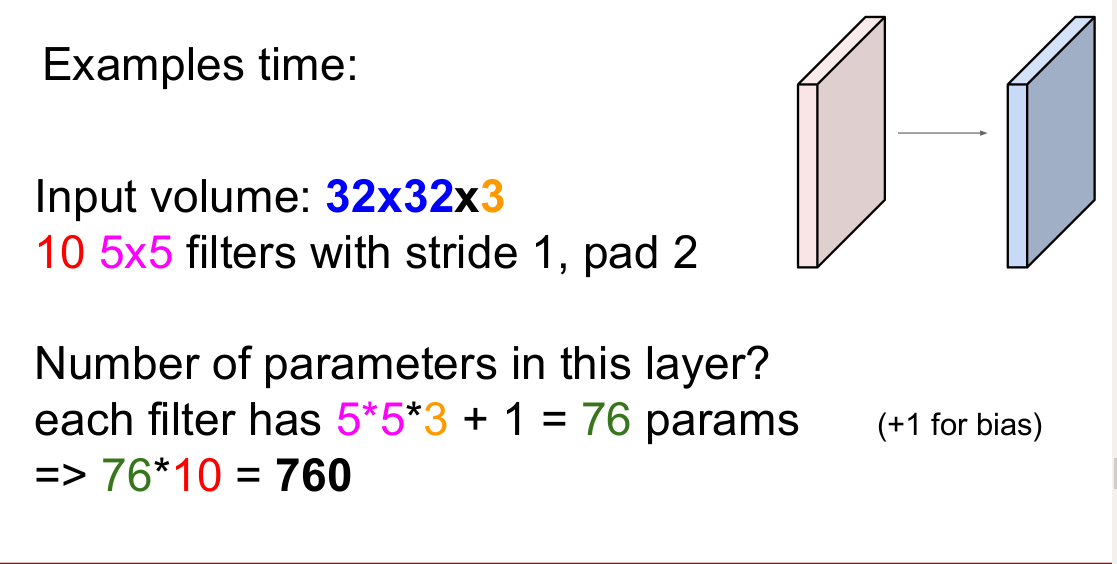 Examples time:
Input volume: 32x32x3
10 5x5 filters with stride 1, pad 2
Number of parameters in this layer?
each filter has 5*5*3 + 1 = 76 params (+1 for bias)
=> 76*10 = 760